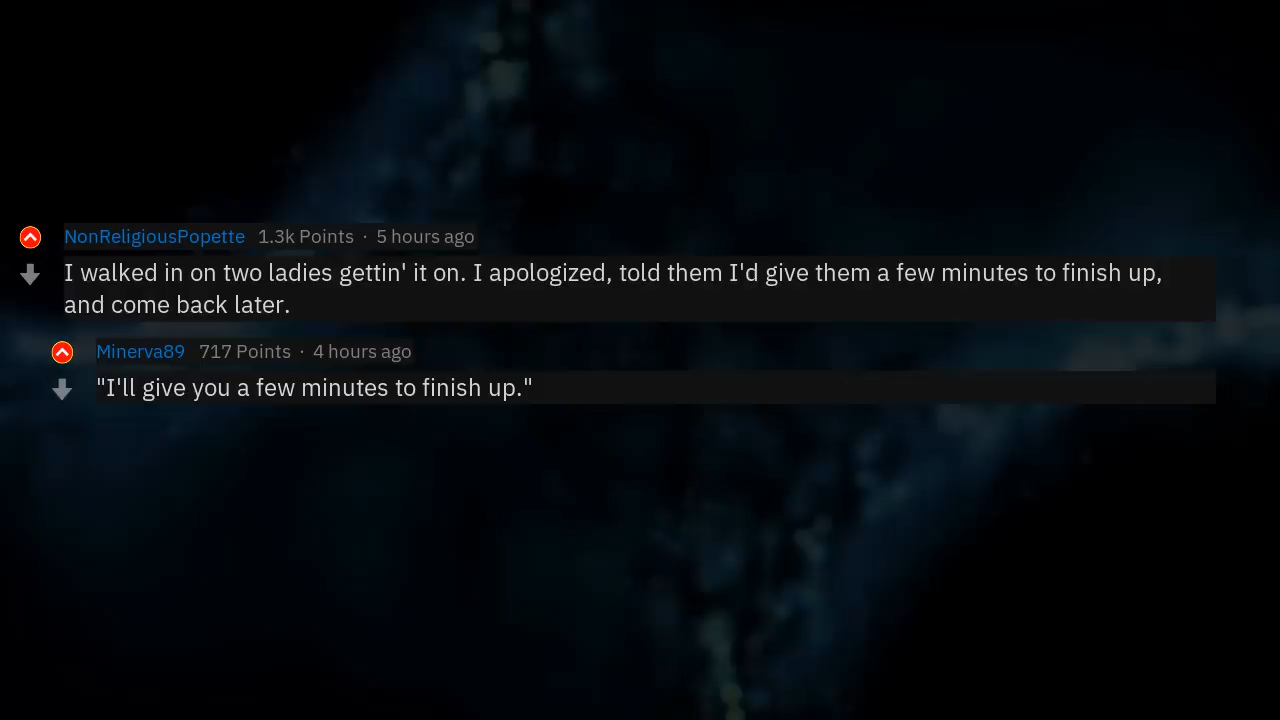 NonReligiousPopette 1.3k Points · 5 hours ago
I walked in on two ladies gettin' it on. I apologized, told them I'd give them a few minutes to finish up,
and come back later.
Minerva89 717 Points · 4 hours ago
"I'll give you a few minutes to finish up."